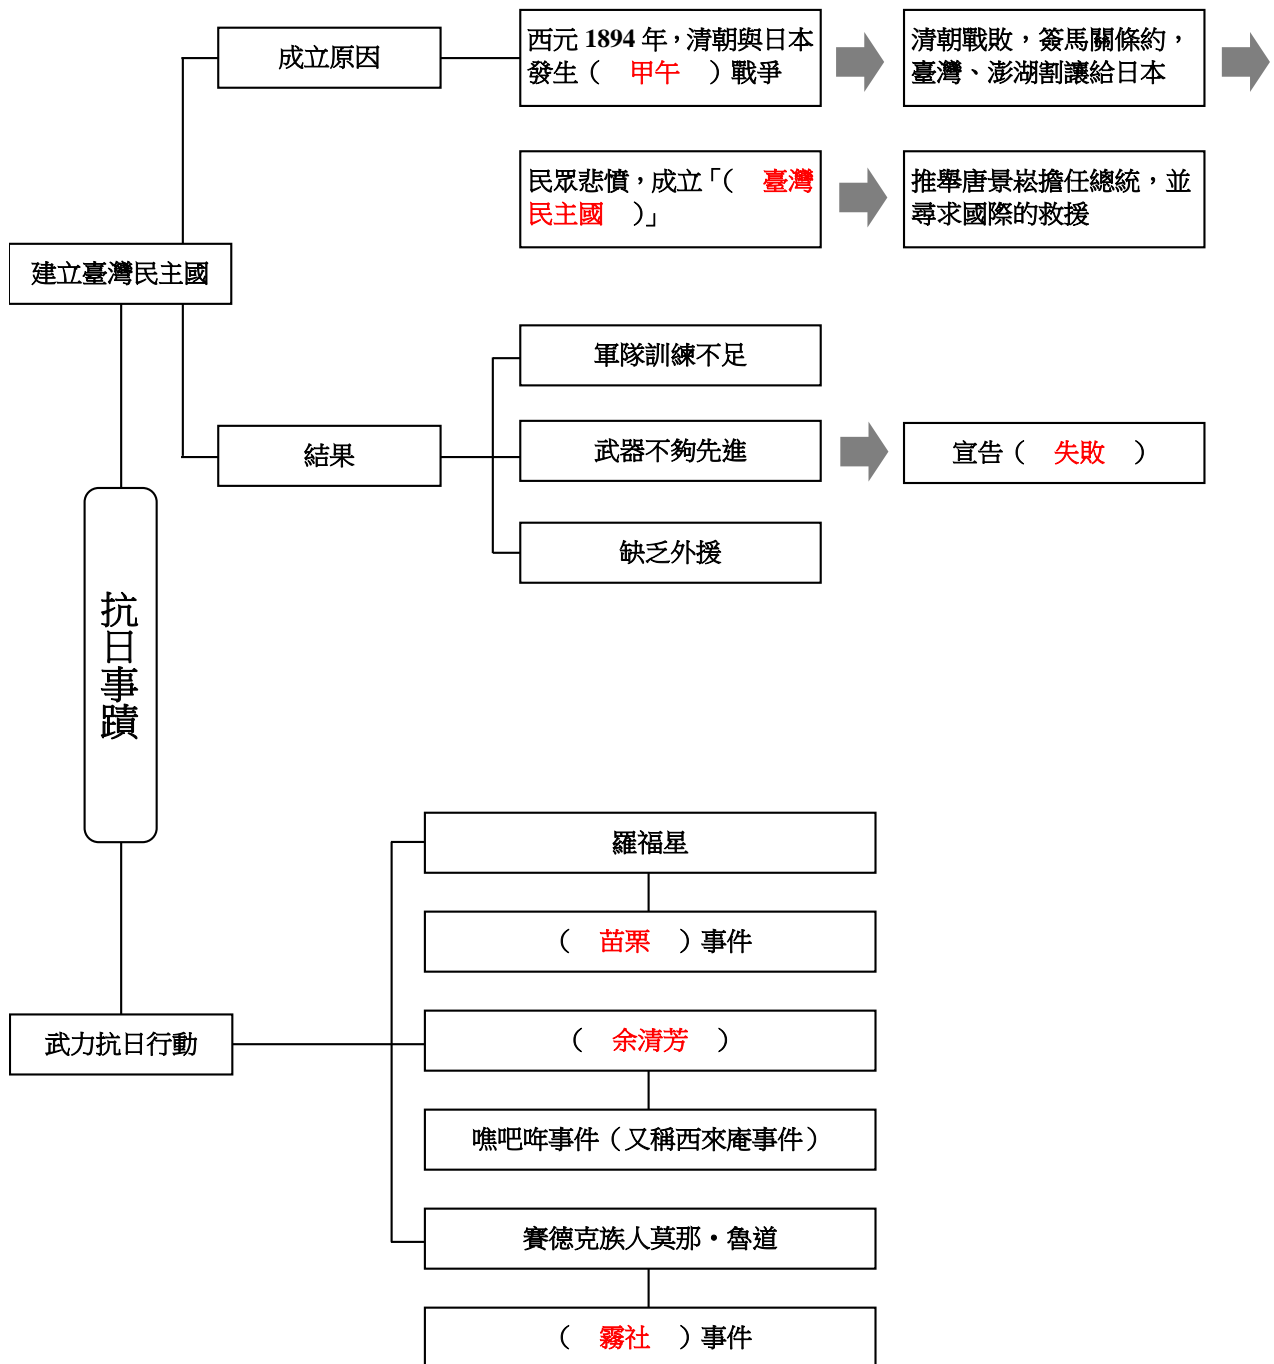 成立原因
西元 1894 年，清朝與日本
發生（　甲午　）戰爭
清朝戰敗，簽馬關條約，
臺灣、澎湖割讓給日本
民眾悲憤，成立「（　臺灣
民主國　）」
推舉唐景崧擔任總統，並
尋求國際的救援
建立臺灣民主國
結果
軍隊訓練不足
武器不夠先進
缺乏外援
宣告（　失敗　）
抗日事蹟
武力抗日行動
羅福星
（　苗栗　）事件
（　余清芳　）
噍吧哖事件（又稱西來庵事件）
賽德克族人莫那・魯道
（　霧社　）事件